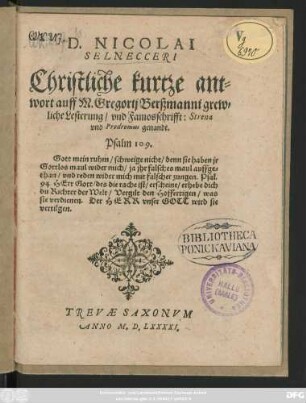 D. NICOLAI
SELNECCERI
Christliche kurtze ant-
wort auff M. Gregorij Berßmanni grew-
liche Lesterung / vnd Famosschrifft: Sirena
vnd Prodromus genandt.
Psalm 109.
Gott mein ruhm / schweige nicht / denn sie haben jr
Gottlos maul wider mich / ja jhr falsches maul auffge-
than / vnd reden wider mich mit falscher zungen. Psal.
94 HErr Gott / des die rache ist / erscheine / erhebe dich
du Richter der Welt / Vergilt den Hoffertigen / was
sie verdienet. Der HERR vnser GOTT wird sie
vertilgen.
BIBLIOTHECA
PONICKAVIANA
TREVÆ SAXONVM
ANNO M, D, LXXXXI,